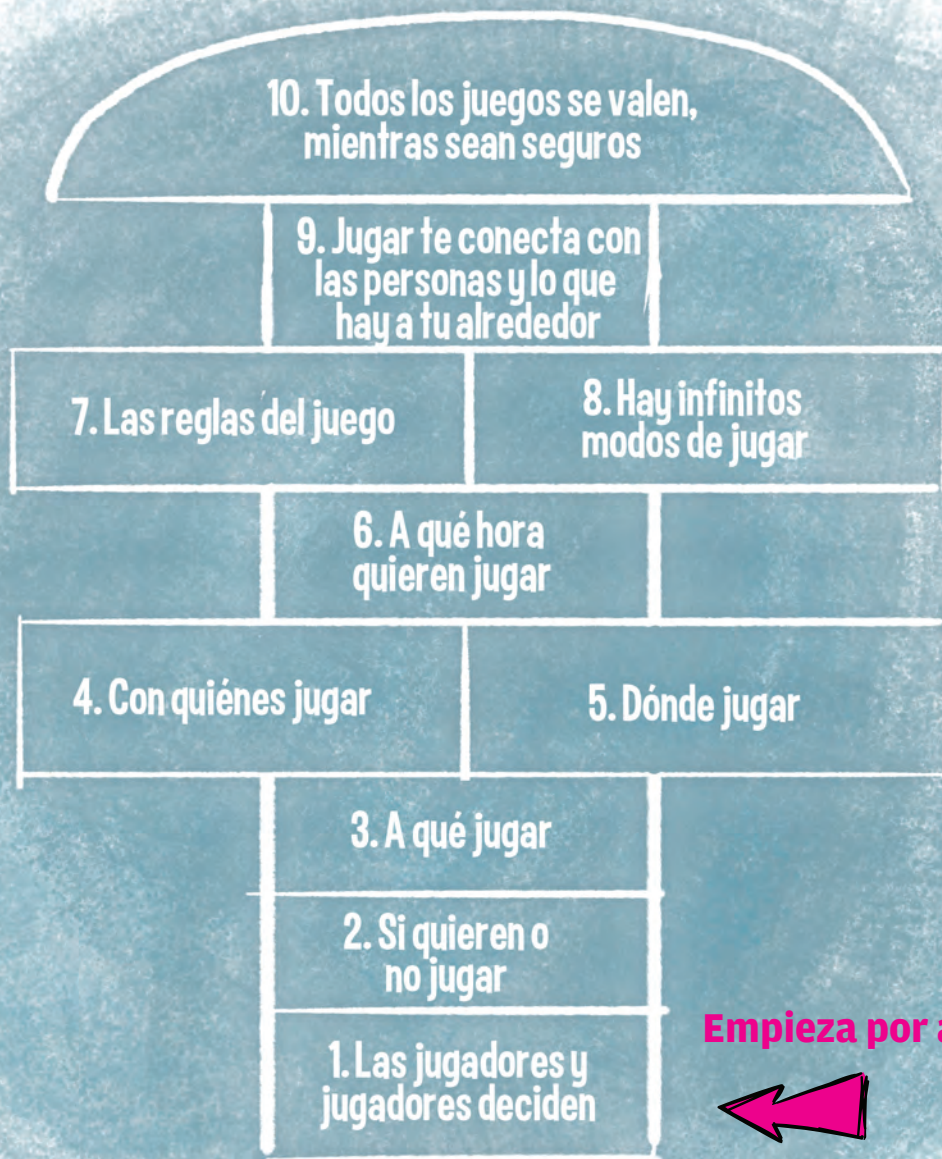 10. Todos los juegos se valen,
mientras sean seguros
9. Jugar te conecta con
las personas y lo que
hay a tu alrededor
7. Las reglas del juego
8. Hay infinitos
modos de jugar
6. A qué hora
quieren jugar
4. Con quiénes jugar
5. Dónde jugar
3. A qué jugar
2. Si quieren o
no jugar
1. Las jugadores y
jugadores deciden
Empieza por